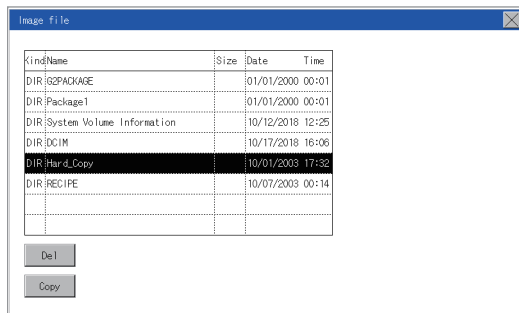 Image file
Kind Name Size Date Time
DIR G2PACKAGE 01/01/2000 00:01
DIR Package1 01/01/2000 00:01
DIR System Volume Information 10/12/2018 12:25
DIR DCIM 10/17/2018 16:06
DIR Hard_Copy 10/01/2003 17:32
DIR RECIPE 10/07/2003 00:14
Del
Copy